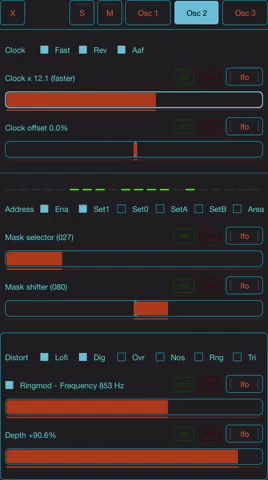 X S M Osc 1 Osc 2 Osc 3
Clock Fast Rev Aaf
Clock x 12.1 (faster) lfo
Clock offset 0.0% lfo
Address Ena Set1 Set0 SetA SetB Area
Mask selector (027) lfo
Mask shifter (080) lfo
Distort Lofi Dig Ovr Nos Rng Tri
Ringmod - Frequency 853 Hz lfo
Depth +90.6% lfo